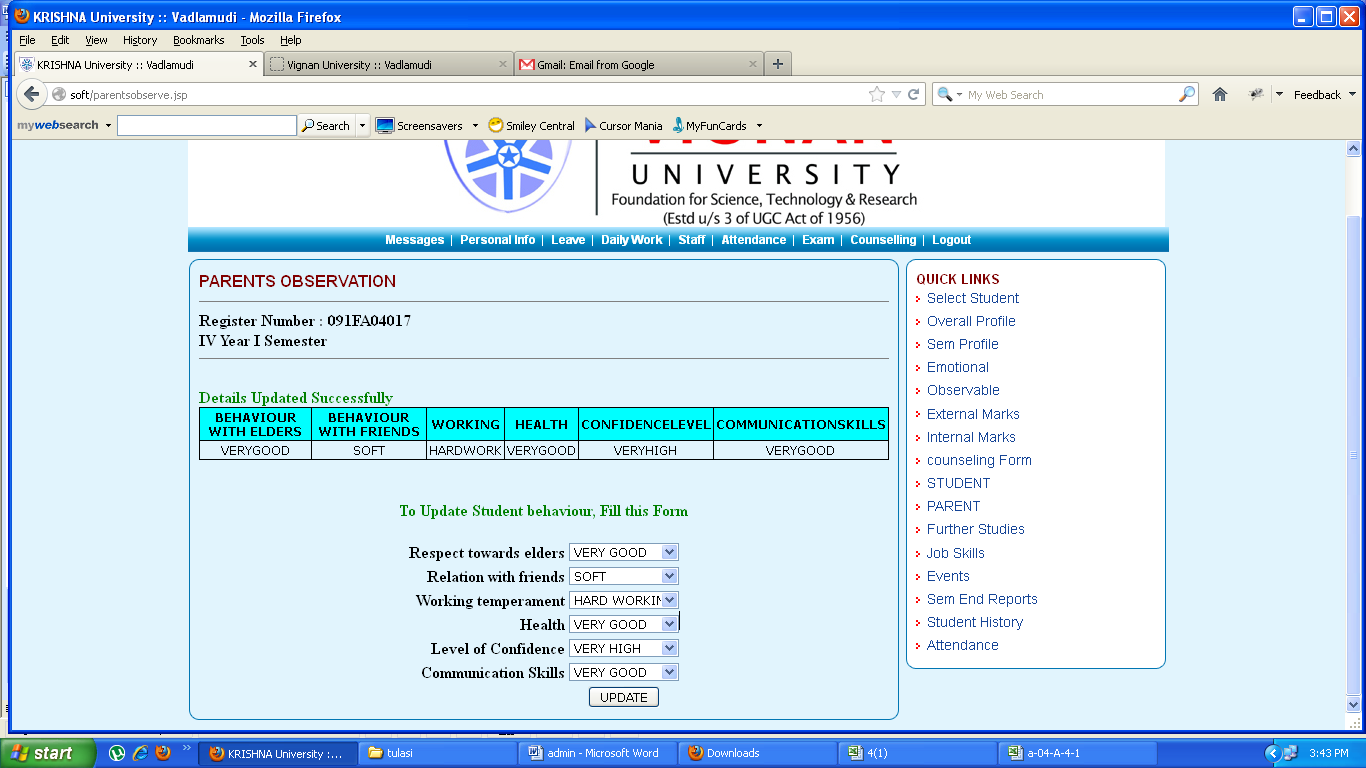 KRISHNA University :: Vadlamudi - Mozilla Firefox
File Edit View History Bookmarks Tools Help
KRISHNA University :: Vadlamudi Vignan University :: Vadlamudi Gmail: Email from Google
soft/parentsobserve.jsp My Web Search Feedback
mywebsearch Search Screensavers Smiley Central Cursor Mania MyFunCards
UNIVERSITY
Foundation for Science, Technology & Research
(Estd u/s 3 of UGC Act of 1956)
Messages | Personal Info | Leave | Daily Work | Staff | Attendance | Exam | Counselling | Logout
PARENTS OBSERVATION
Register Number : 091FA04017
IV Year I Semester
Details Updated Successfully
BEHAVIOUR WITH ELDERS BEHAVIOUR WITH FRIENDS WORKING HEALTH CONFIDENCELEVEL COMMUNICATIONSKILLS
VERYGOOD SOFT HARDWORK VERYGOOD VERYHIGH VERYGOOD
To Update Student behaviour, Fill this Form
Respect towards elders VERY GOOD
Relation with friends SOFT
Working temperament HARD WORKIN
Health VERY GOOD
Level of Confidence VERY HIGH
Communication Skills VERY GOOD
UPDATE
QUICK LINKS
Select Student
Overall Profile
Sem Profile
Emotional
Observable
External Marks
Internal Marks
counseling Form
STUDENT
PARENT
Further Studies
Job Skills
Events
Sem End Reports
Student History
Attendance
start KRISHNA University :... tulasi admin - Microsoft Word Downloads 4(1) a-04-A-4-1 3:43 PM